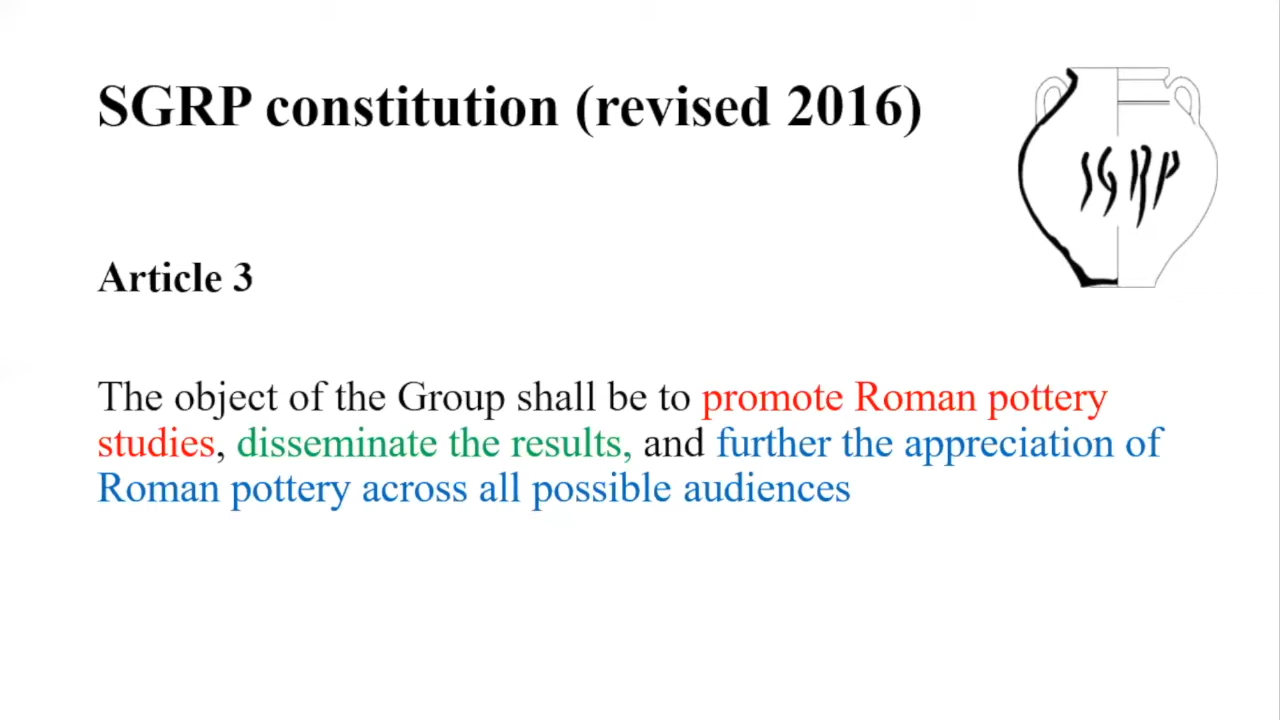 SGRP constitution (revised 2016)
SGRP
Article 3
The object of the Group shall be to promote Roman pottery
studies, disseminate the results, and further the appreciation of
Roman pottery across all possible audiences